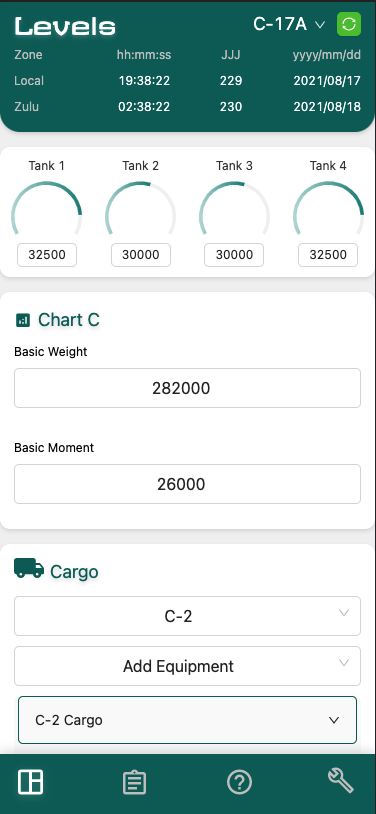 Levels C-17A
Zone hh:mm:ss JJJ yyyy/mm/dd
Local 19:38:22 229 2021/08/17
Zulu 02:38:22 230 2021/08/18
Tank 1 Tank 2 Tank 3 Tank 4
32500 30000 30000 32500
Chart C
Basic Weight
282000
Basic Moment
26000
Cargo
C-2
Add Equipment
C-2 Cargo